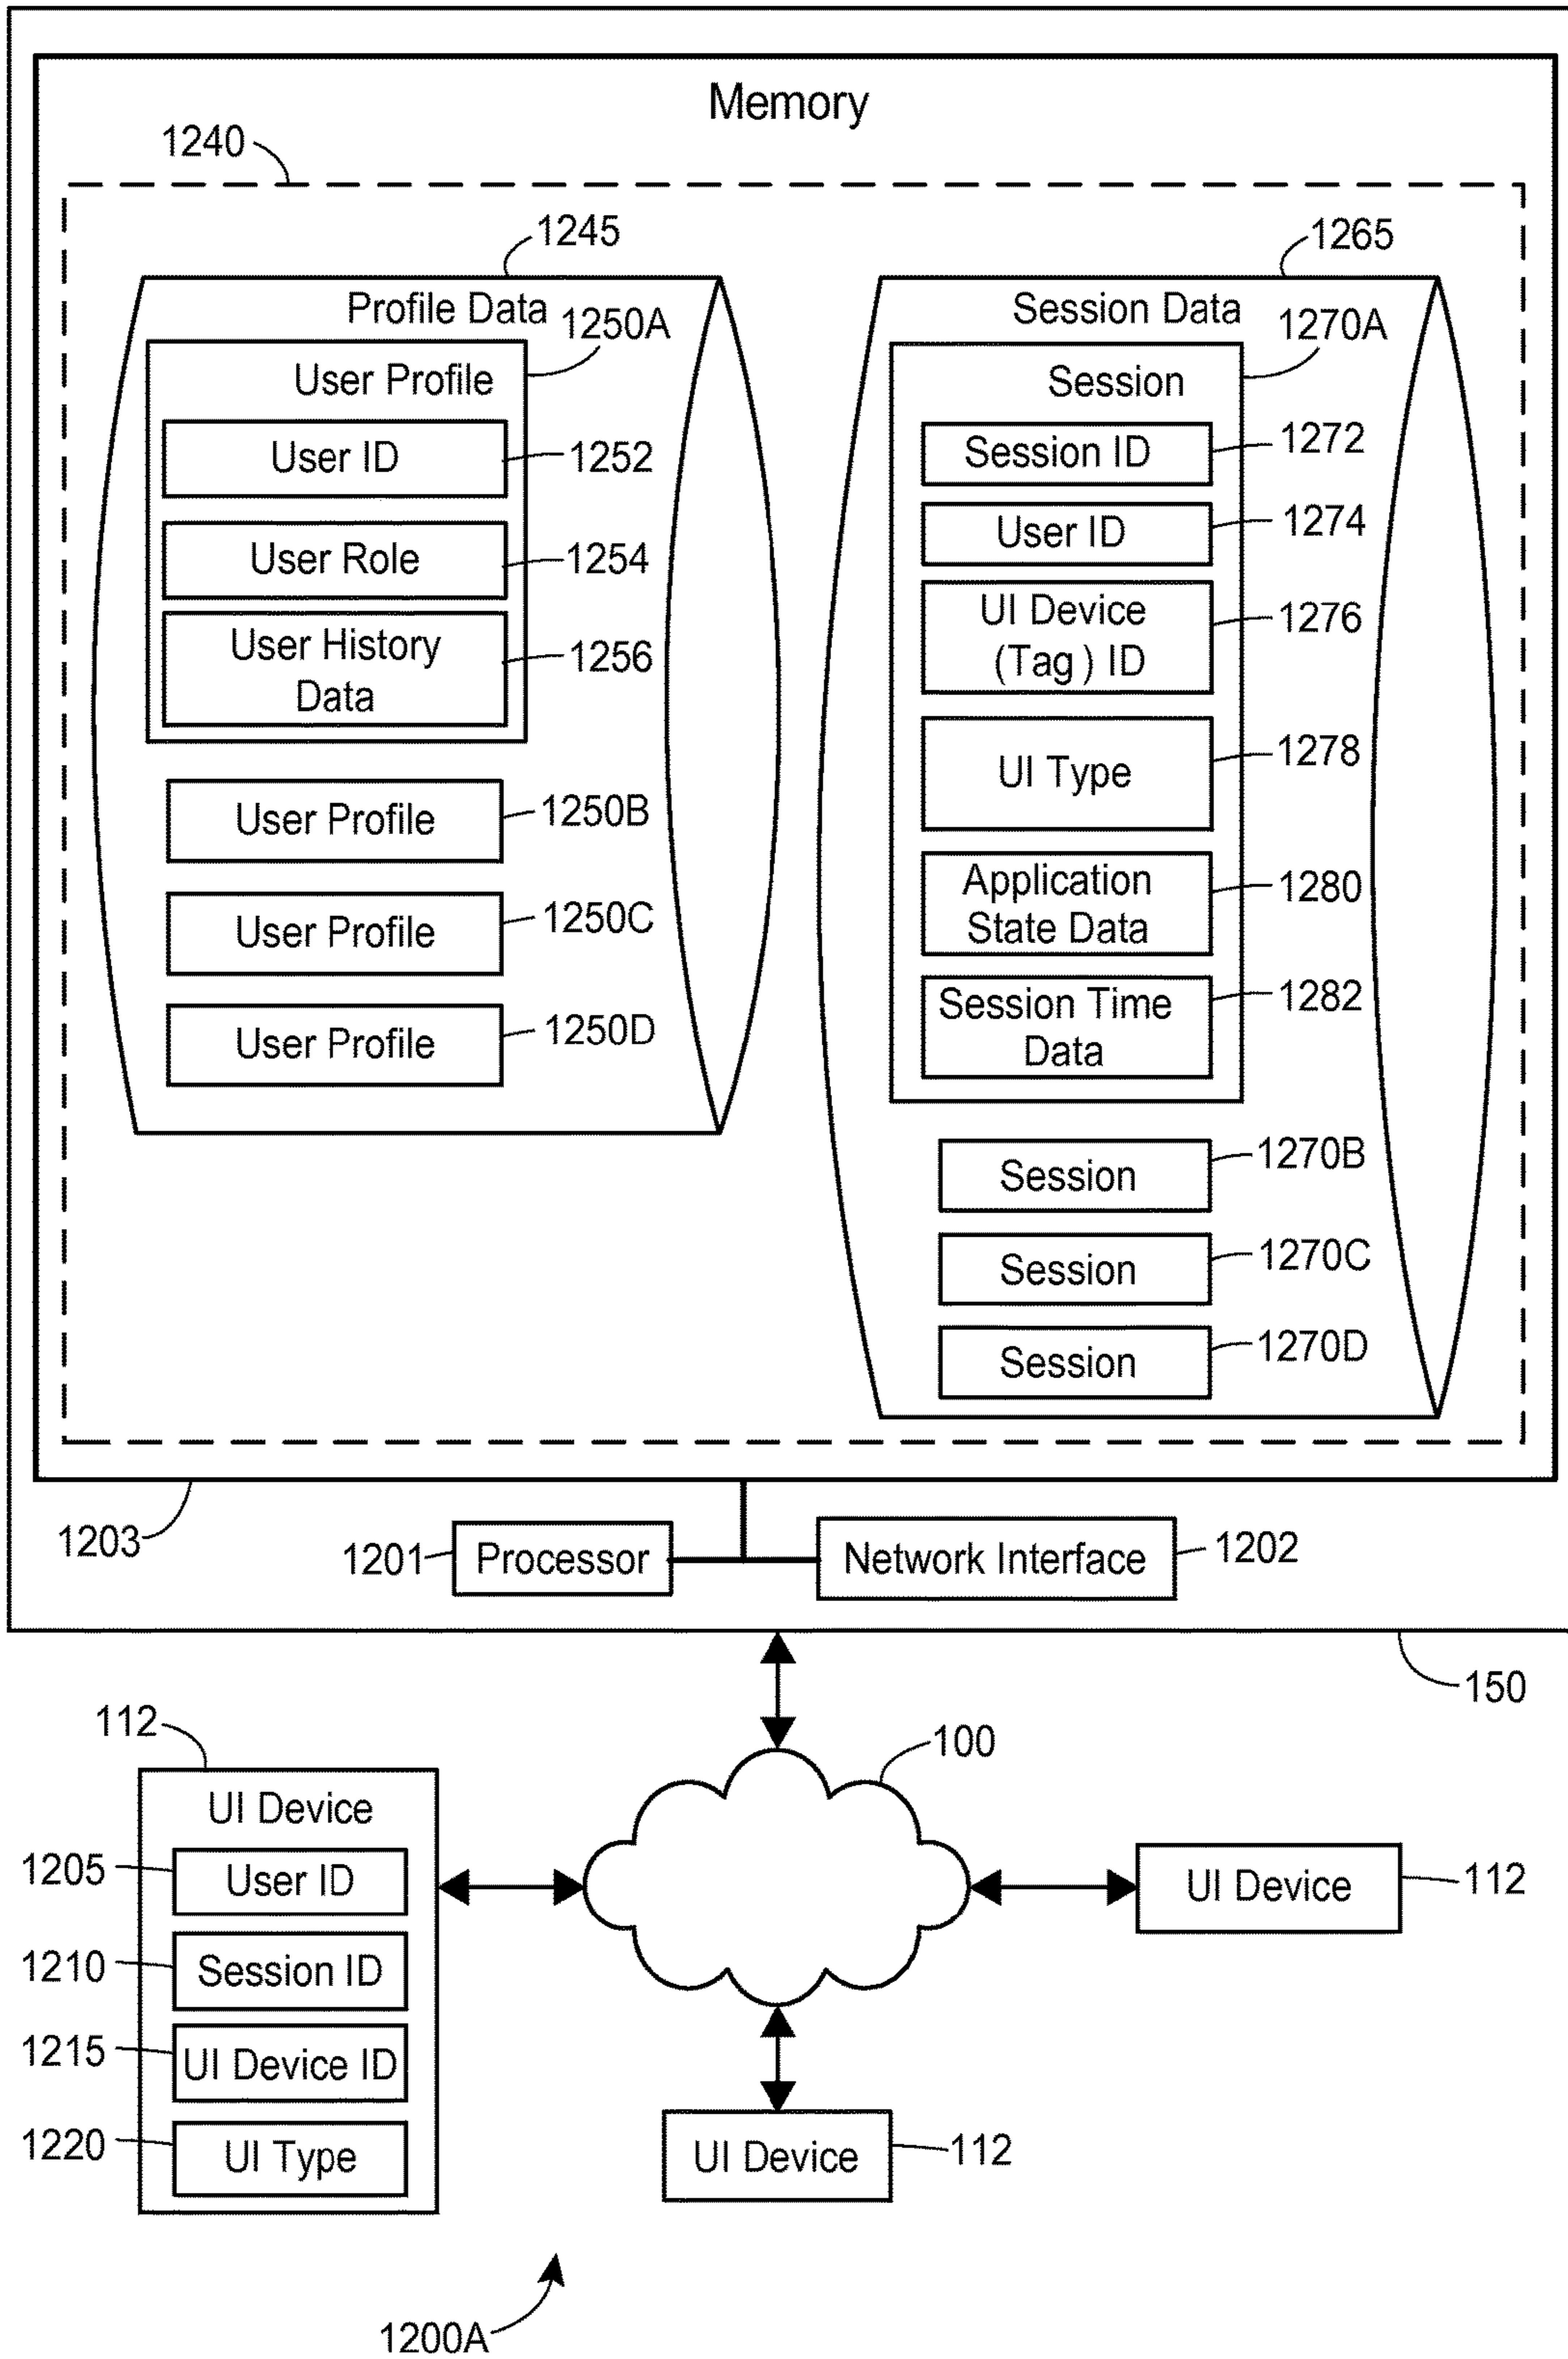 Memory
1240
1245
1265
Profile Data
Session Data
1250A
1270A
User Profile
Session
User ID
1252
Session ID
1272
User Role
1254
User ID
1274
User History
Data
1256
UI Device
(Tag) ID
1276
UI Type
1278
User Profile
1250B
Application
State Data
1280
User Profile
1250C
Session Time
Data
1282
User Profile
1250D
Session
1270B
Session
1270C
Session
1270D
1203
1201
Processor
Network Interface
1202
150
112
100
UI Device
1205
User ID
UI Device
112
1210
Session ID
1215
UI Device ID
1220
UI Type
UI Device
112
1200A